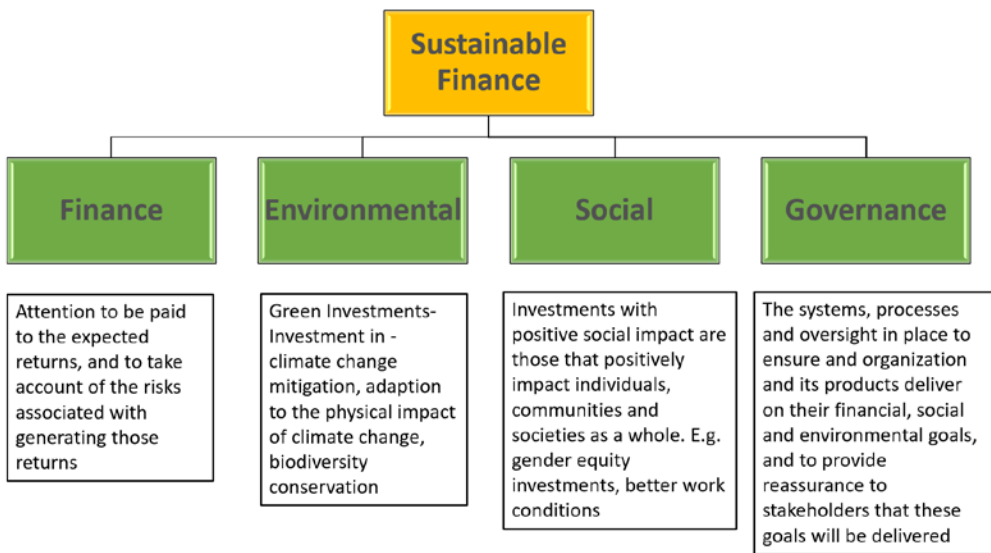 Sustainable
Finance
Finance
Environmental
Social
Governance
Attention to be paid
to the expected
returns, and to take
account of the risks
associated with
generating those
returns
Green Investments-
Investment in -
climate change
mitigation, adaption
to the physical impact
of climate change,
biodiversity
conservation
Investments with
positive social impact are
those that positively
impact individuals,
communities and
societies as a whole. E.g.
gender equity
investments, better work
conditions
The systems, processes
and oversight in place to
ensure and organization
and its products deliver
on their financial, social
and environmental goals,
and to provide
reassurance to
stakeholders that these
goals will be delivered